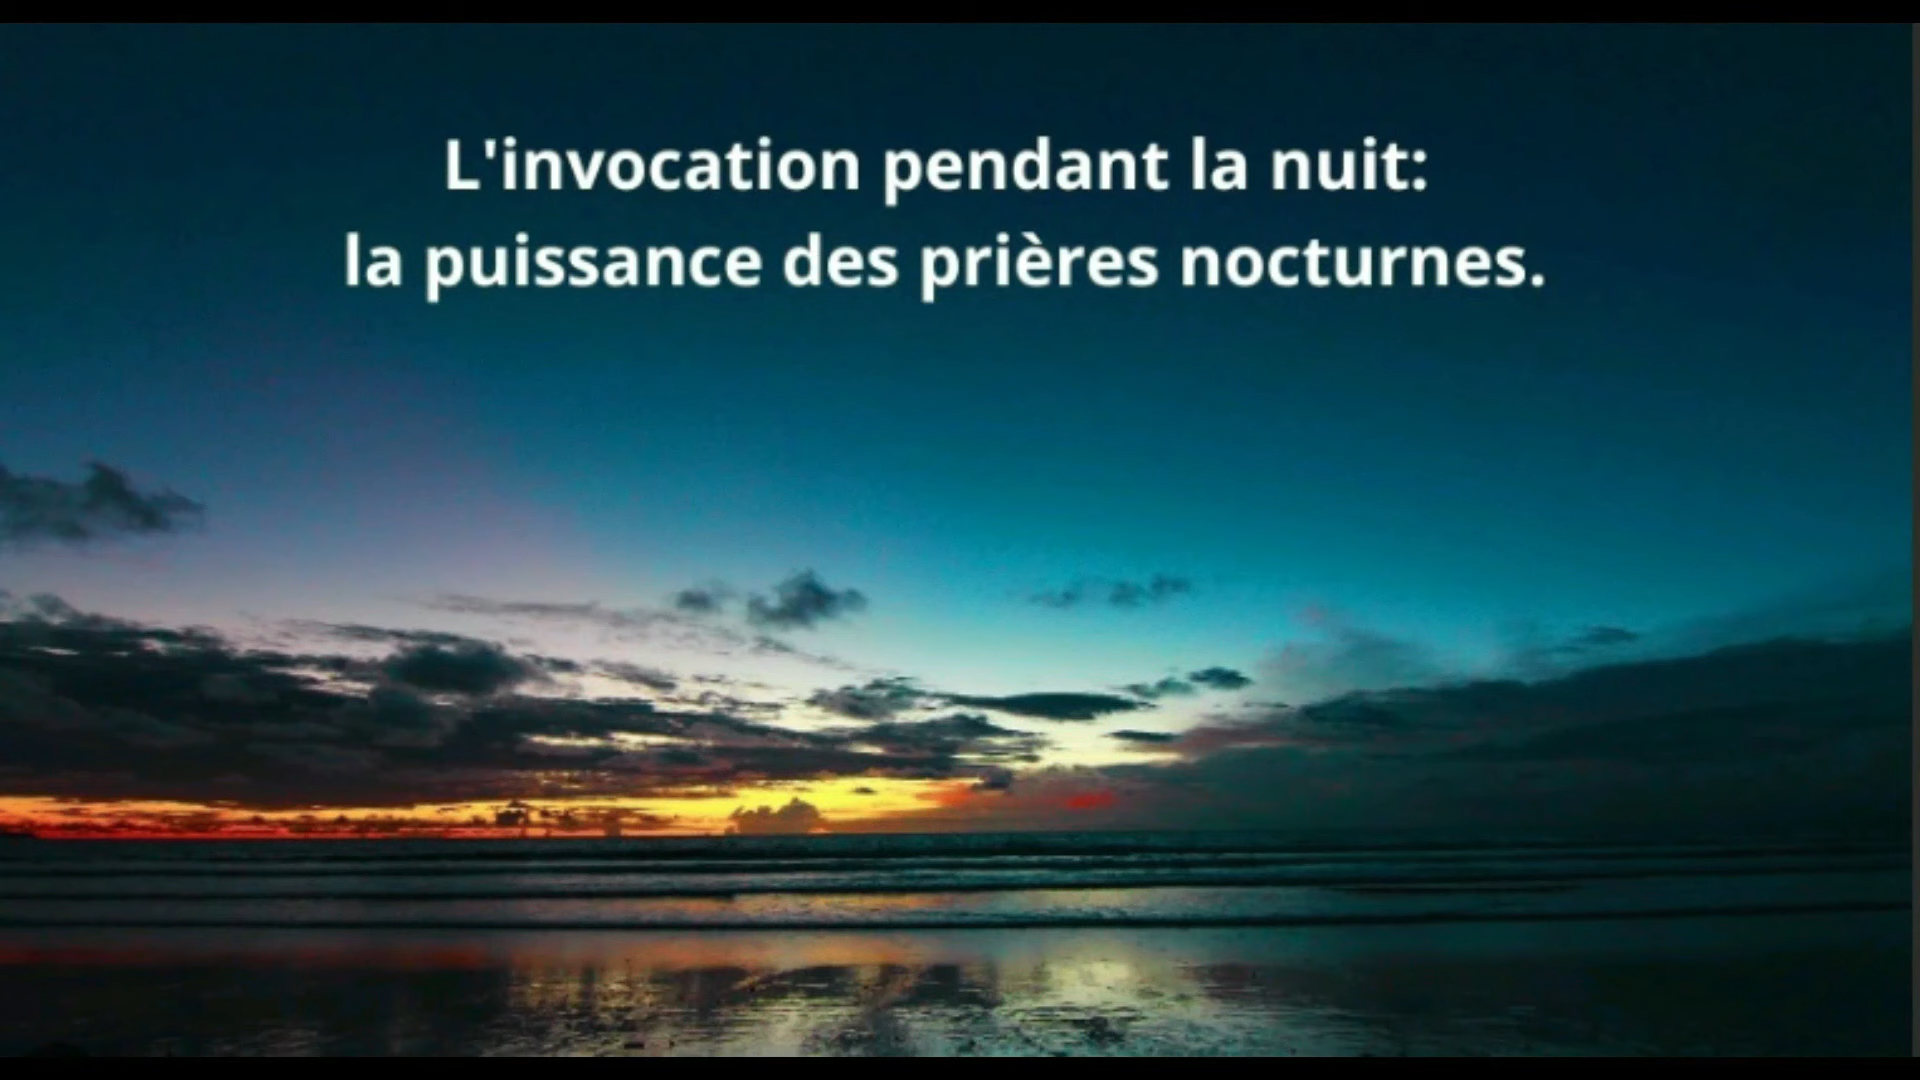 L'invocation pendant la nuit:
la puissance des prières nocturnes.